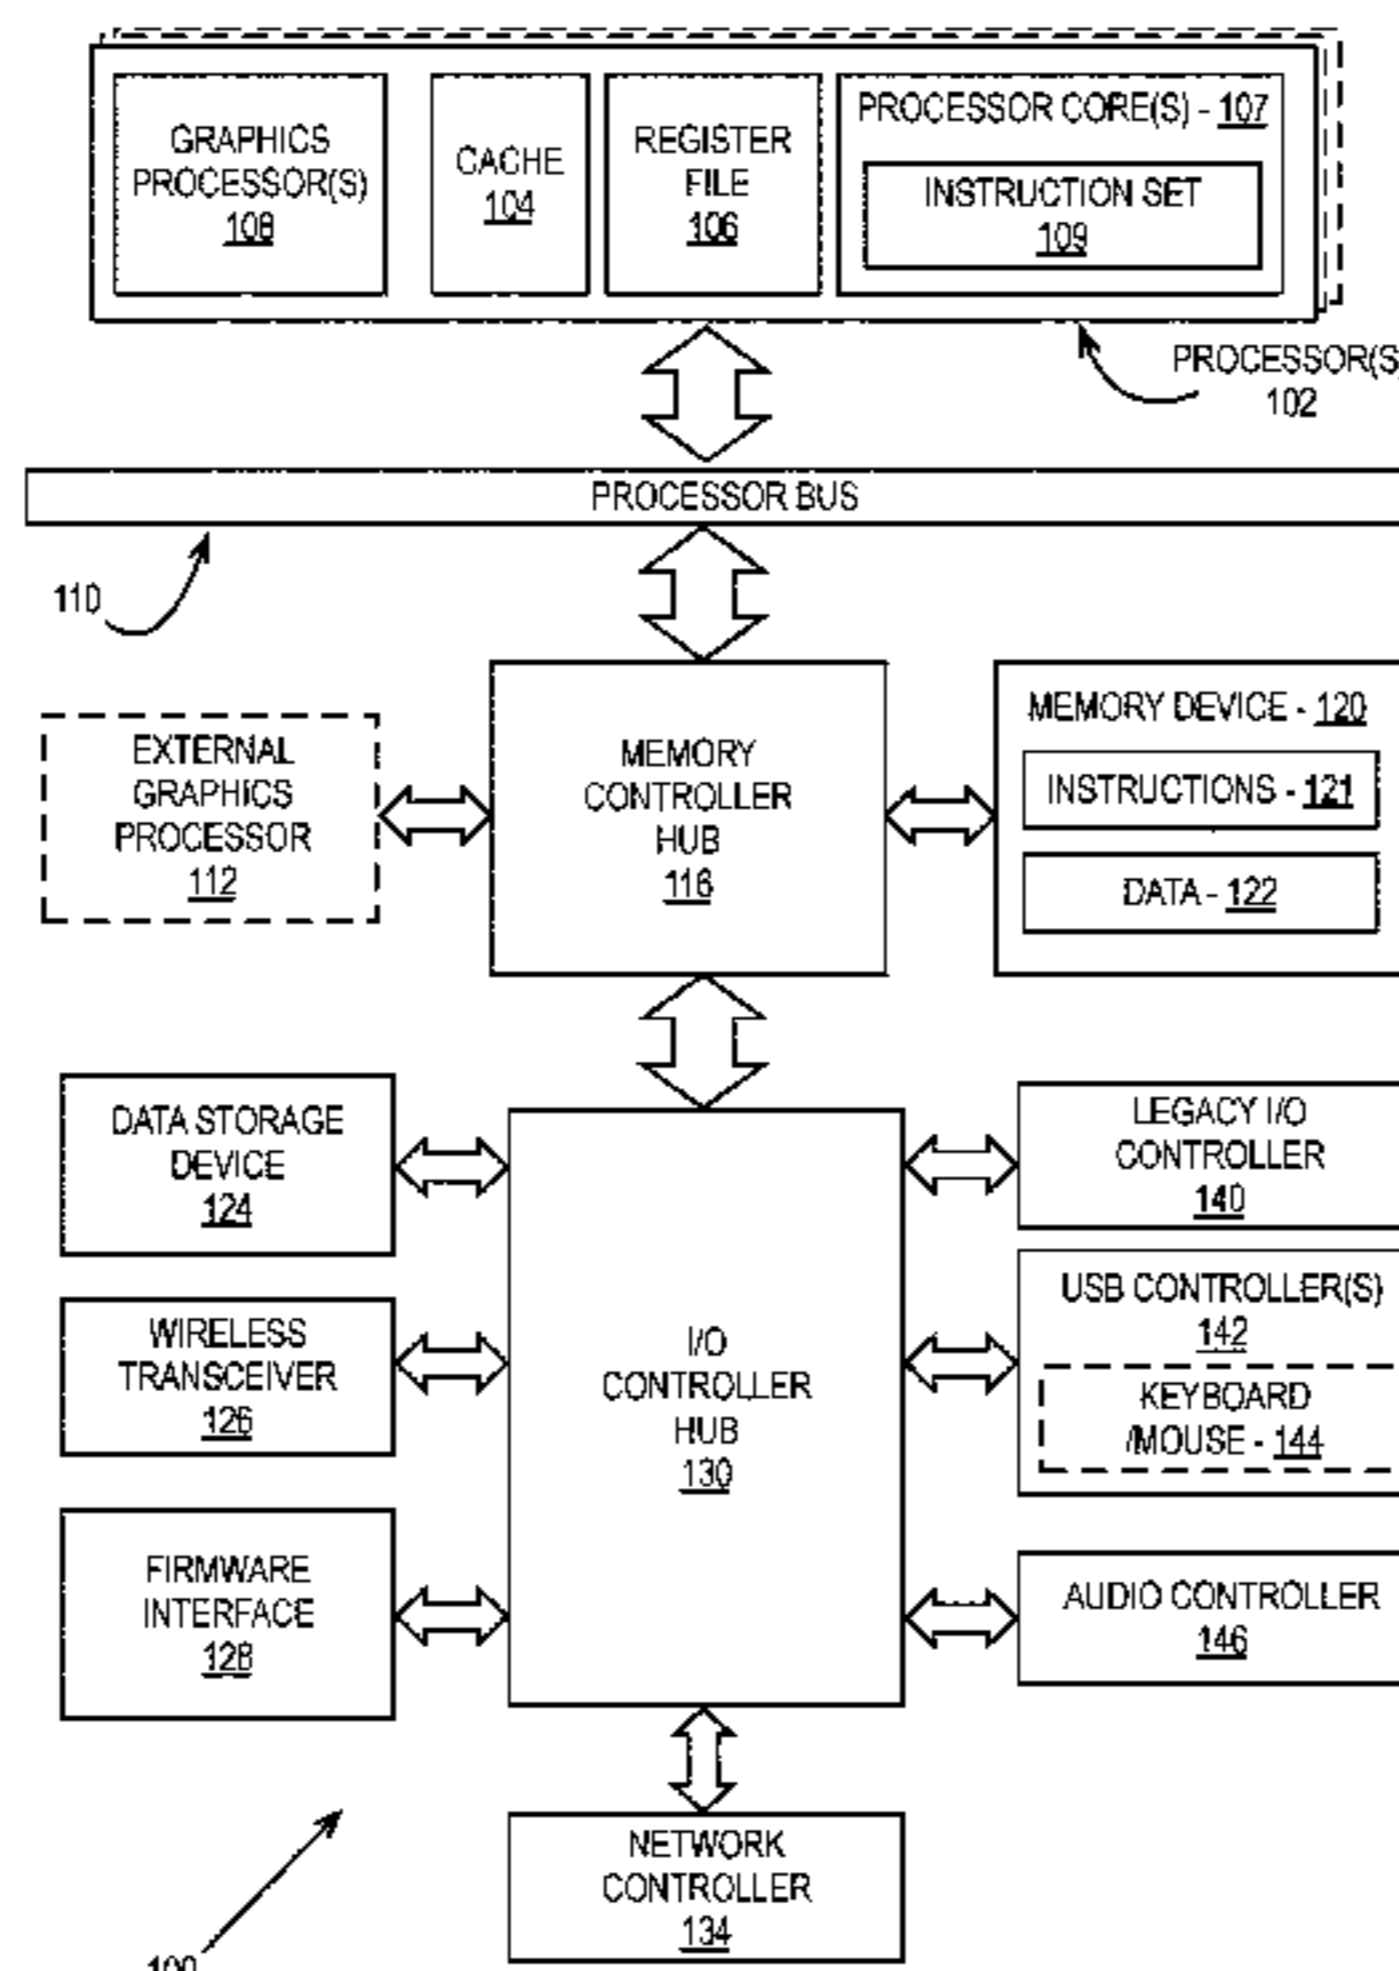 GRAPHICS
PROCESSOR(S)
108
CACHE
104
REGISTER
FILE
106
PROCESSOR CORE(S) - 107
INSTRUCTION SET
109
PROCESSOR(S
102
PROCESSOR BUS
110
EXTERNAL
GRAPHICS
PROCESSOR
112
MEMORY
CONTROLLER
HUB
116
MEMORY DEVICE - 120
INSTRUCTIONS - 121
DATA - 122
DATA STORAGE
DEVICE
124
WIRELESS
TRANSCEIVER
126
FIRMWARE
INTERFACE
128
I/O
CONTROLLER
HUB
130
LEGACY I/O
CONTROLLER
140
USB CONTROLLER(S)
142
KEYBOARD
/MOUSE - 144
AUDIO CONTROLLER
146
NETWORK
CONTROLLER
134
100